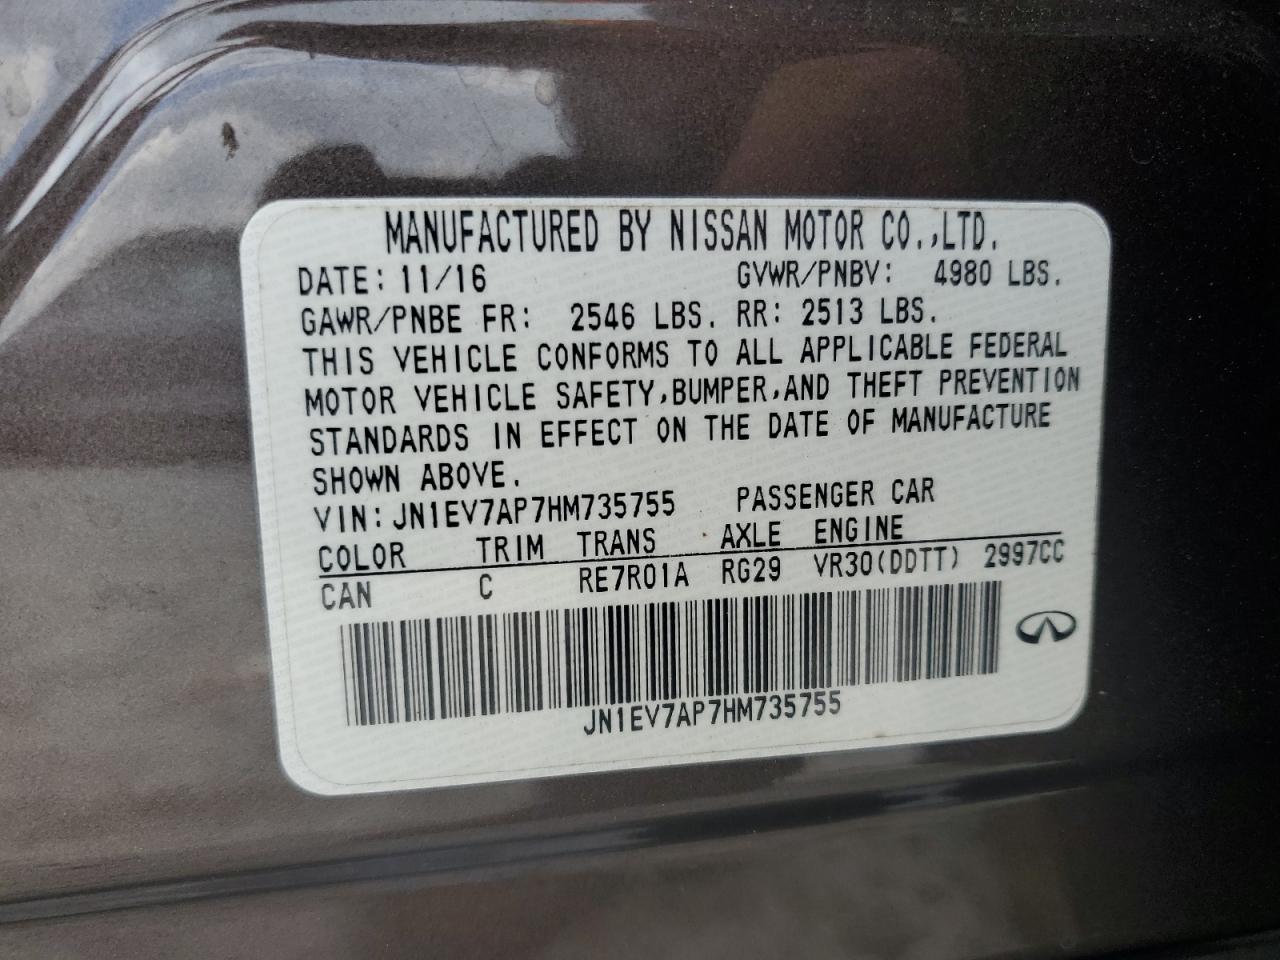 MANUFACTURED BY NISSAN MOTOR CO.,LTD.
DATE: 11/16 GVWR/PNBV: 4980 LBS.
GAWR/PNBE FR: 2546 LBS. RR: 2513 LBS.
THIS VEHICLE CONFORMS TO ALL APPLICABLE FEDERAL
MOTOR VEHICLE SAFETY,BUMPER,AND THEFT PREVENTION
STANDARDS IN EFFECT ON THE DATE OF MANUFACTURE
SHOWN ABOVE.
VIN: JN1EV7AP7HM735755 PASSENGER CAR
COLOR TRIM TRANS AXLE ENGINE
CAN C RE7R01A RG29 VR30(DDTT) 2997CC
JN1EV7AP7HM735755